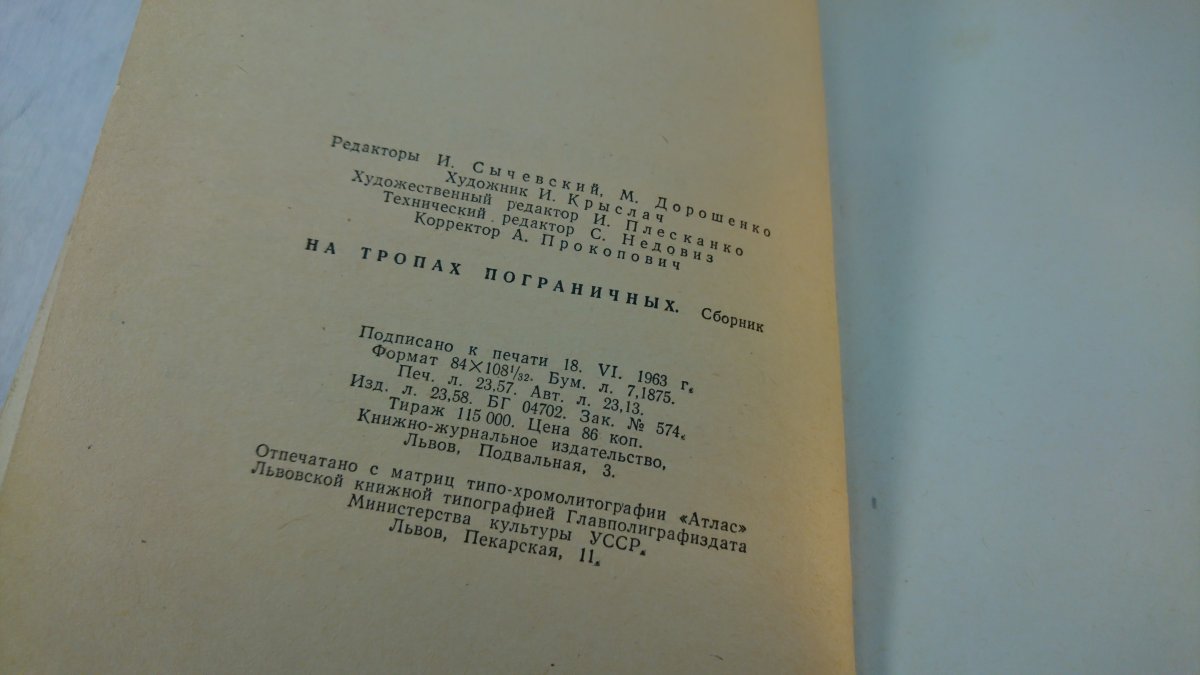 Редакторы И. Сычевский, М. Дорошенко
Художник И. Крыслач
Художественный редактор И. Плесканко
Технический редактор С. Недовиз
Корректор А. Прокопович
НА ТРОПАХ ПОГРАНИЧНЫХ. Сборник
Подписано к печати 18. VI. 1963 г.
Формат 84×108 1/32. Бум. л. 7,1875.
Печ. л. 23,57. Авт. л. 23,13.
Изд. л. 23,58. БГ 04702. Зак. № 574.
Тираж 115 000. Цена 86 коп.
Книжно-журнальное издательство,
Львов, Подвальная, 3.
Отпечатано с матриц типо-хромолитографии «Атлас»
Львовской книжной типографией Главполиграфиздата
Министерства культуры УССР.
Львов, Пекарская, 11.